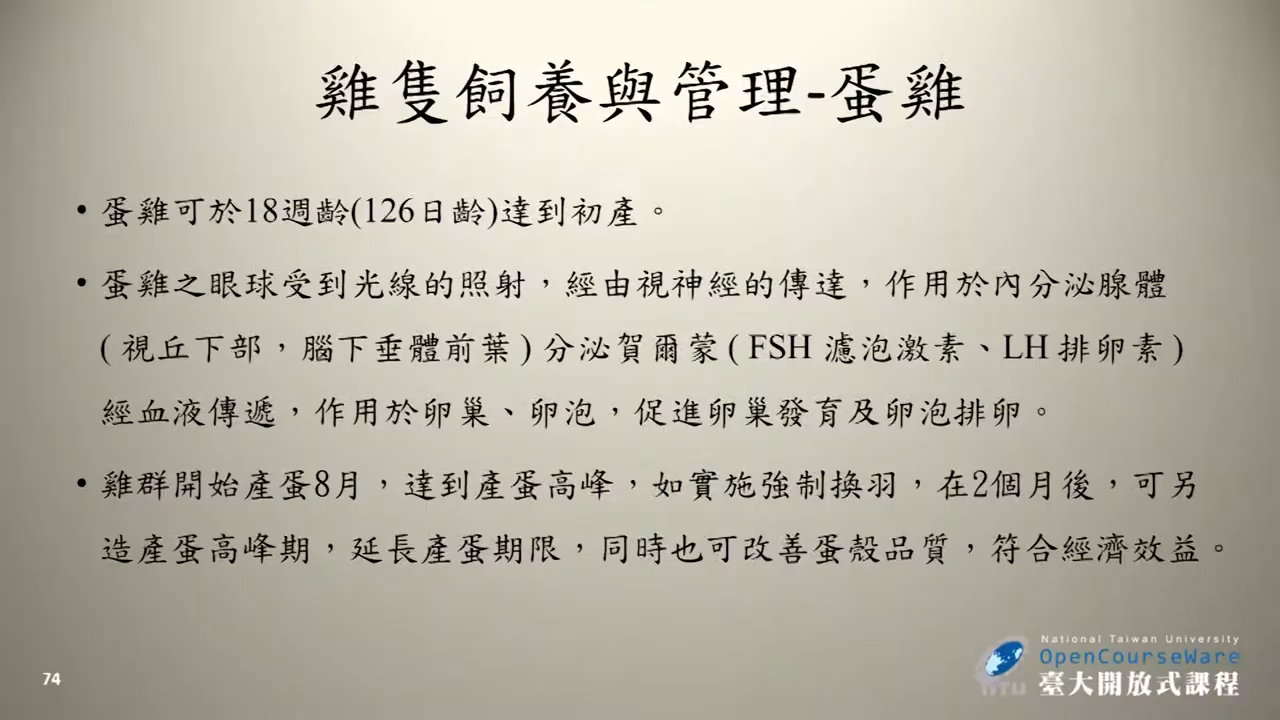 雞隻飼養與管理-蛋雞
• 蛋雞可於18週齡(126日齡)達到初產。
• 蛋雞之眼球受到光線的照射，經由視神經的傳達，作用於內分泌腺體
(視丘下部，腦下垂體前葉)分泌賀爾蒙(FSH 濾泡激素、LH 排卵素)
經血液傳遞，作用於卵巢、卵泡，促進卵巢發育及卵泡排卵。
• 雞群開始產蛋8月，達到產蛋高峰，如實施強制換羽，在2個月後，可另
造產蛋高峰期，延長產蛋期限，同時也可改善蛋殼品質，符合經濟效益。
National Taiwan University
OpenCourseWare
NTU 臺大開放式課程
74